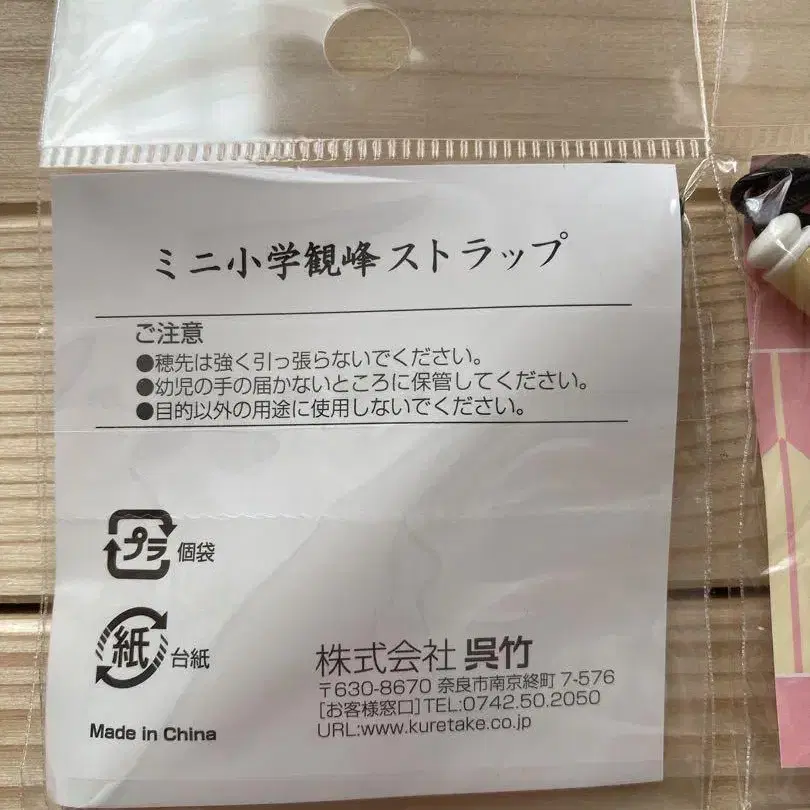 ミニ小学観峰 ストラップ
ご注意
●穂先は強く引っ張らないでください。
●幼児の手の届かないところに保管してください。
●目的以外の用途に使用しないでください。
プラ 個袋
紙 台紙
Made in China
株式会社 呉竹
〒630-8670 奈良市南京終町 7-576
[お客様窓口] TEL:0742.50.2050
URL:www.kuretake.co.jp